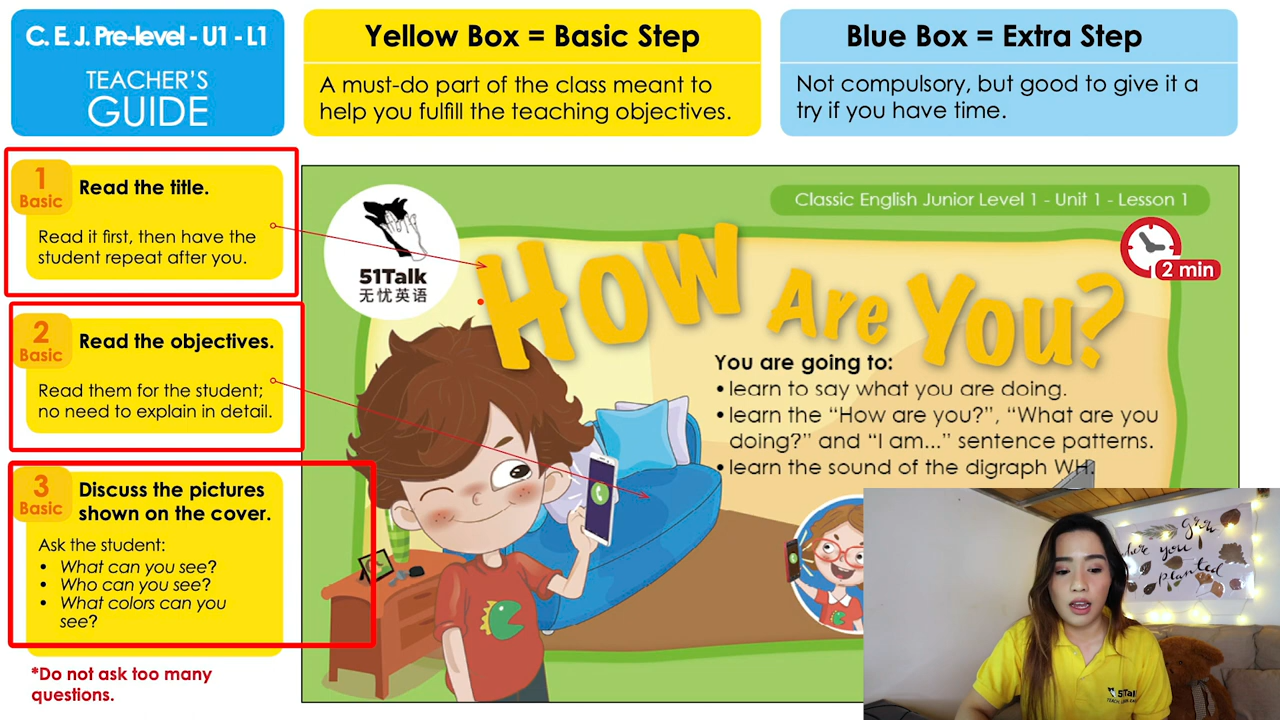 C. E. J. Pre-level - U1 - L1
TEACHER'S
GUIDE
Yellow Box = Basic Step
A must-do part of the class meant to
help you fulfill the teaching objectives.
Blue Box = Extra Step
Not compulsory, but good to give it a
try if you have time.
1
Basic
Read the title.
Read it first, then have the
student repeat after you.
2
Basic
Read the objectives.
Read them for the student;
no need to explain in detail.
3
Basic
Discuss the pictures
shown on the cover.
Ask the student:
• What can you see?
• Who can you see?
• What colors can you
see?
*Do not ask too many
questions.
51Talk
无忧英语
Classic English Junior Level 1 - Unit 1 - Lesson 1
2 min
How Are You?
You are going to:
• learn to say what you are doing.
• learn the “How are you?”, “What are you
doing?” and “I am...” sentence patterns.
• learn the sound of the digraph WH.
grow
where you
planted
51Talk